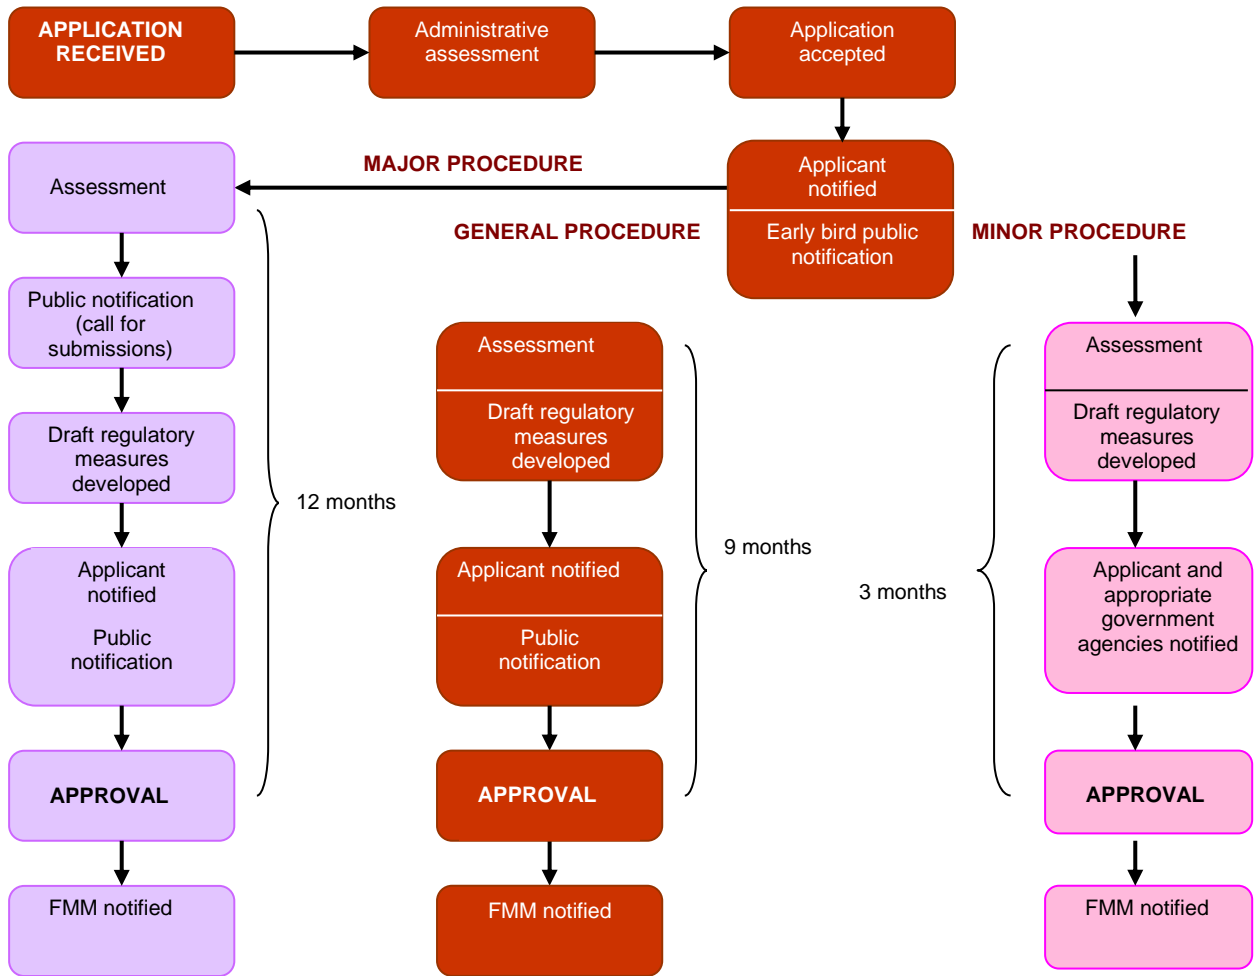 APPLICATION
RECEIVED
Administrative
assessment
Application
accepted
Applicant
notified
Early bird public
notification
MAJOR PROCEDURE
GENERAL PROCEDURE
MINOR PROCEDURE
Assessment
Public notification
(call for
submissions)
Draft regulatory
measures
developed
Applicant
notified
Public
notification
APPROVAL
FMM notified
12 months
Assessment
Draft regulatory
measures
developed
Applicant notified
Public
notification
APPROVAL
FMM notified
9 months
3 months
Assessment
Draft regulatory
measures
developed
Applicant and
appropriate
government
agencies notified
APPROVAL
FMM notified